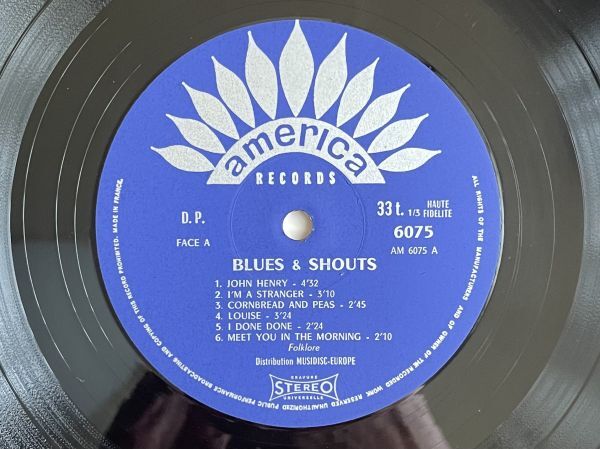 america
RECORDS
D. P.
FACE A
33 t. 1/3 HAUTE FIDELITE
6075
AM 6075 A
BLUES & SHOUTS
1. JOHN HENRY - 4'32
2. I'M A STRANGER - 3'10
3. CORNBREAD AND PEAS - 2'45
4. LOUISE - 3'24
5. I DONE DONE - 2'24
6. MEET YOU IN THE MORNING - 2'10
Folklore
Distribution MUSIDISC-EUROPE
GRAVURE
STEREO
UNIVERSELLE
ALL RIGHTS OF THE MANUFACTURERS AND OF OWNER OF THE RECORDED WORK RESERVED UNAUTHORIZED PUBLIC PERFORMANCE BROADCASTING AND COPYING OF THIS RECORD PROHIBITED. MADE IN FRANCE.